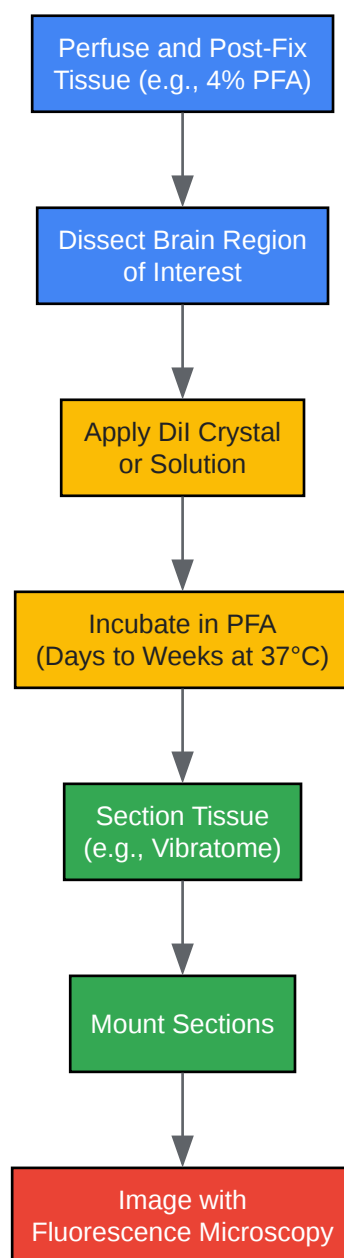 Perfuse and Post-Fix
Tissue (e.g., 4% PFA)
Dissect Brain Region
of Interest
Apply DiI Crystal
or Solution
Incubate in PFA
(Days to Weeks at 37°C)
Section Tissue
(e.g., Vibratome)
Mount Sections
Image with
Fluorescence Microscopy